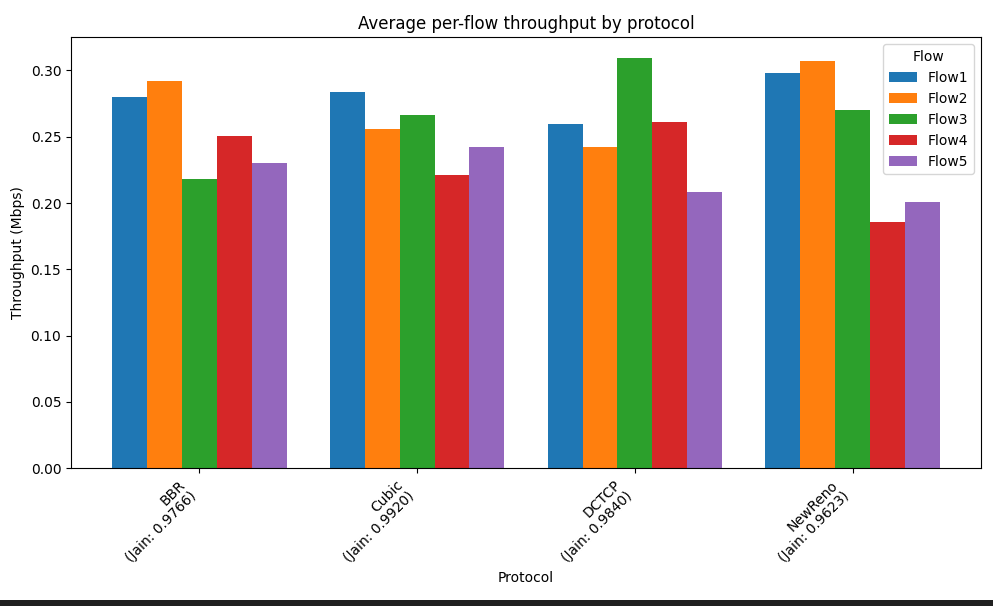 Average per-flow throughput by protocol
Throughput (Mbps)
0.30
0.25
0.20
0.15
0.10
0.05
0.00
Flow
Flow1
Flow2
Flow3
Flow4
Flow5
BBR
(Jain: 0.9766)
Cubic
(Jain: 0.9920)
DCTCP
(Jain: 0.9840)
NewReno
(Jain: 0.9623)
Protocol